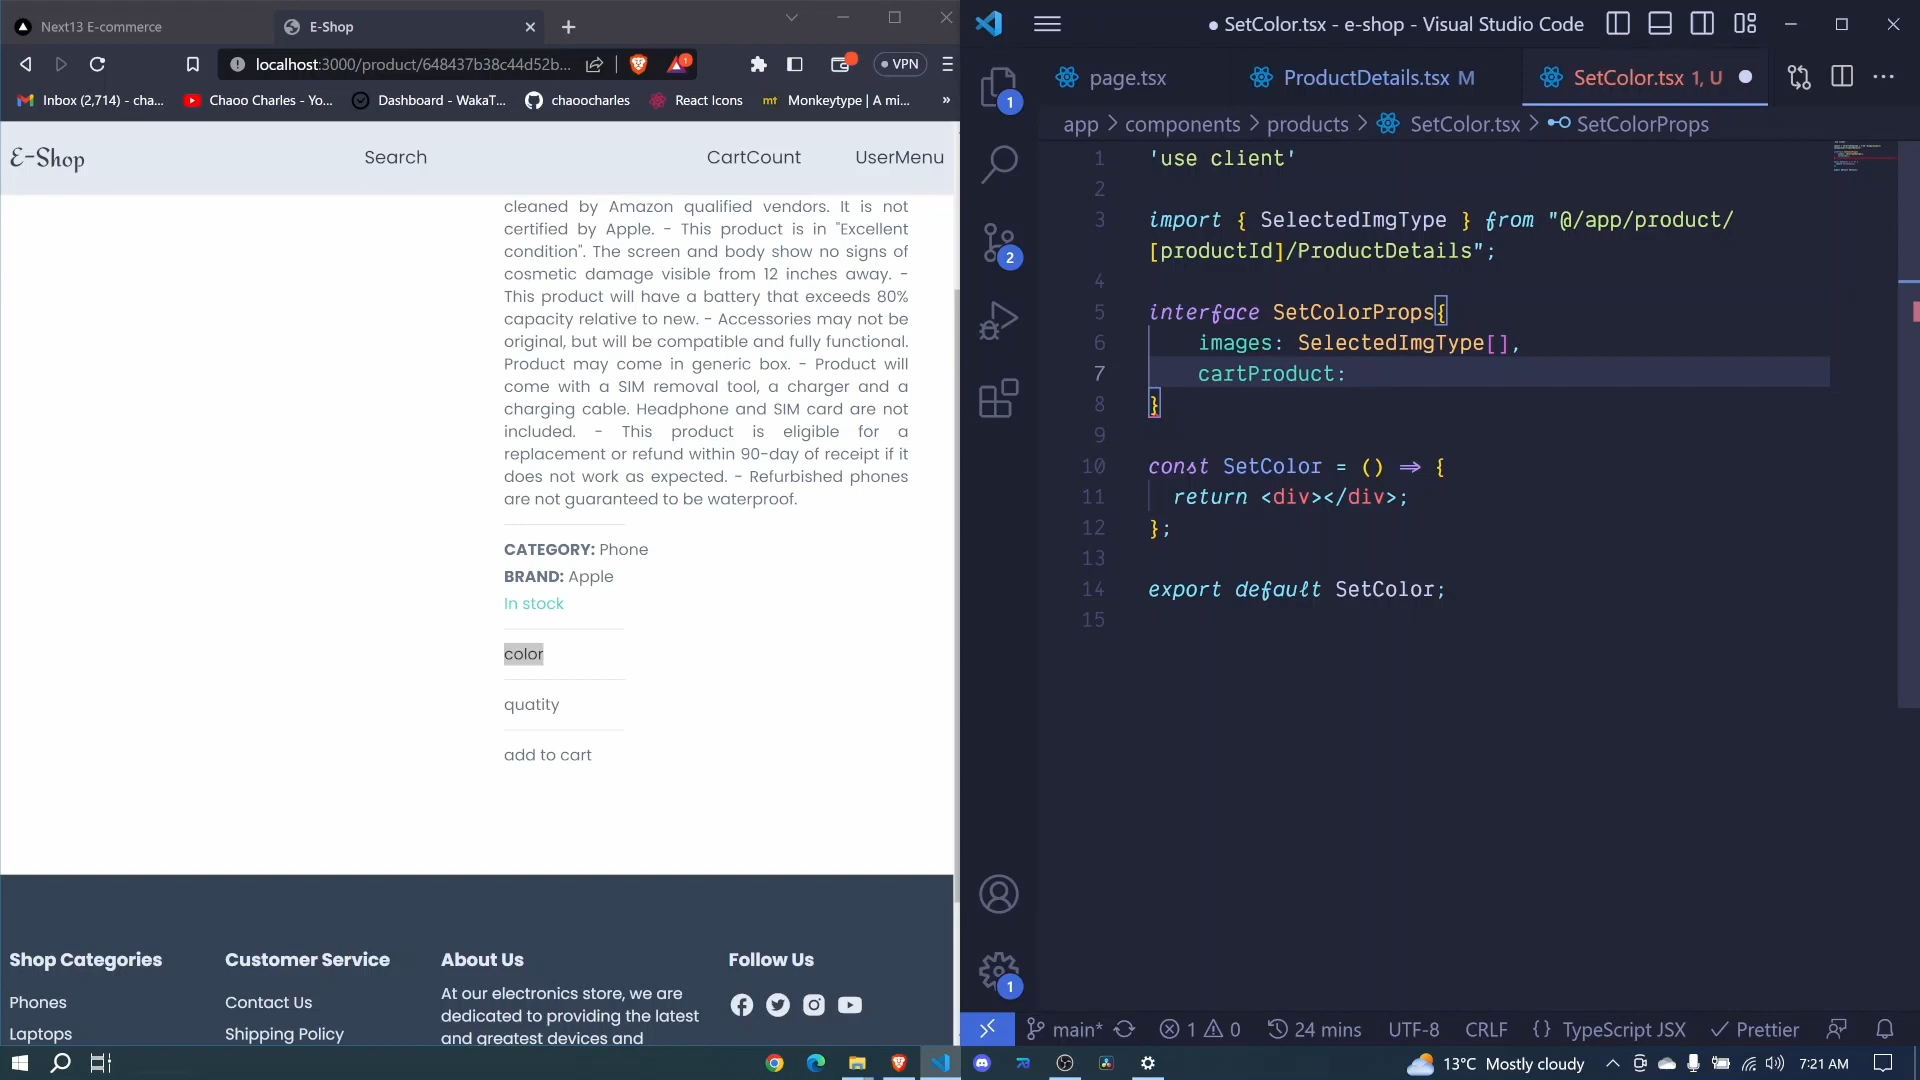 Next13 E-commerce
E-Shop
localhost:3000/product/648437b38c44d52b...
1
VPN
Inbox (2,714) - cha...
Chaoo Charles - Yo...
Dashboard - WakaT...
chaoocharles
React Icons
Monkeytype | A mi...
»
E-Shop
Search
CartCount
UserMenu
cleaned by Amazon qualified vendors. It is not
certified by Apple. - This product is in "Excellent
condition". The screen and body show no signs of
cosmetic damage visible from 12 inches away. -
This product will have a battery that exceeds 80%
capacity relative to new. - Accessories may not be
original, but will be compatible and fully functional.
Product may come in generic box. - Product will
come with a SIM removal tool, a charger and a
charging cable. Headphone and SIM card are not
included. - This product is eligible for a
replacement or refund within 90-day of receipt if it
does not work as expected. - Refurbished phones
are not guaranteed to be waterproof.
CATEGORY: Phone
BRAND: Apple
In stock
color
quatity
add to cart
Shop Categories
Phones
Laptops
Customer Service
Contact Us
Shipping Policy
About Us
At our electronics store, we are
dedicated to providing the latest
and greatest devices and
Follow Us
● SetColor.tsx - e-shop - Visual Studio Code
page.tsx
ProductDetails.tsx M
SetColor.tsx 1, U
app > components > products > SetColor.tsx > SetColorProps
1
2
1
1 'use client'
2
3 import { SelectedImgType } from "@/app/product/
[productId]/ProductDetails";
4
5 interface SetColorProps{
6 images: SelectedImgType[],
7 cartProduct:
8 }
9
10 const SetColor = () => {
11 return <div></div>;
12 };
13
14 export default SetColor;
15
main* 1 0 24 mins UTF-8 CRLF {} TypeScript JSX Prettier
13°C Mostly cloudy 7:21 AM